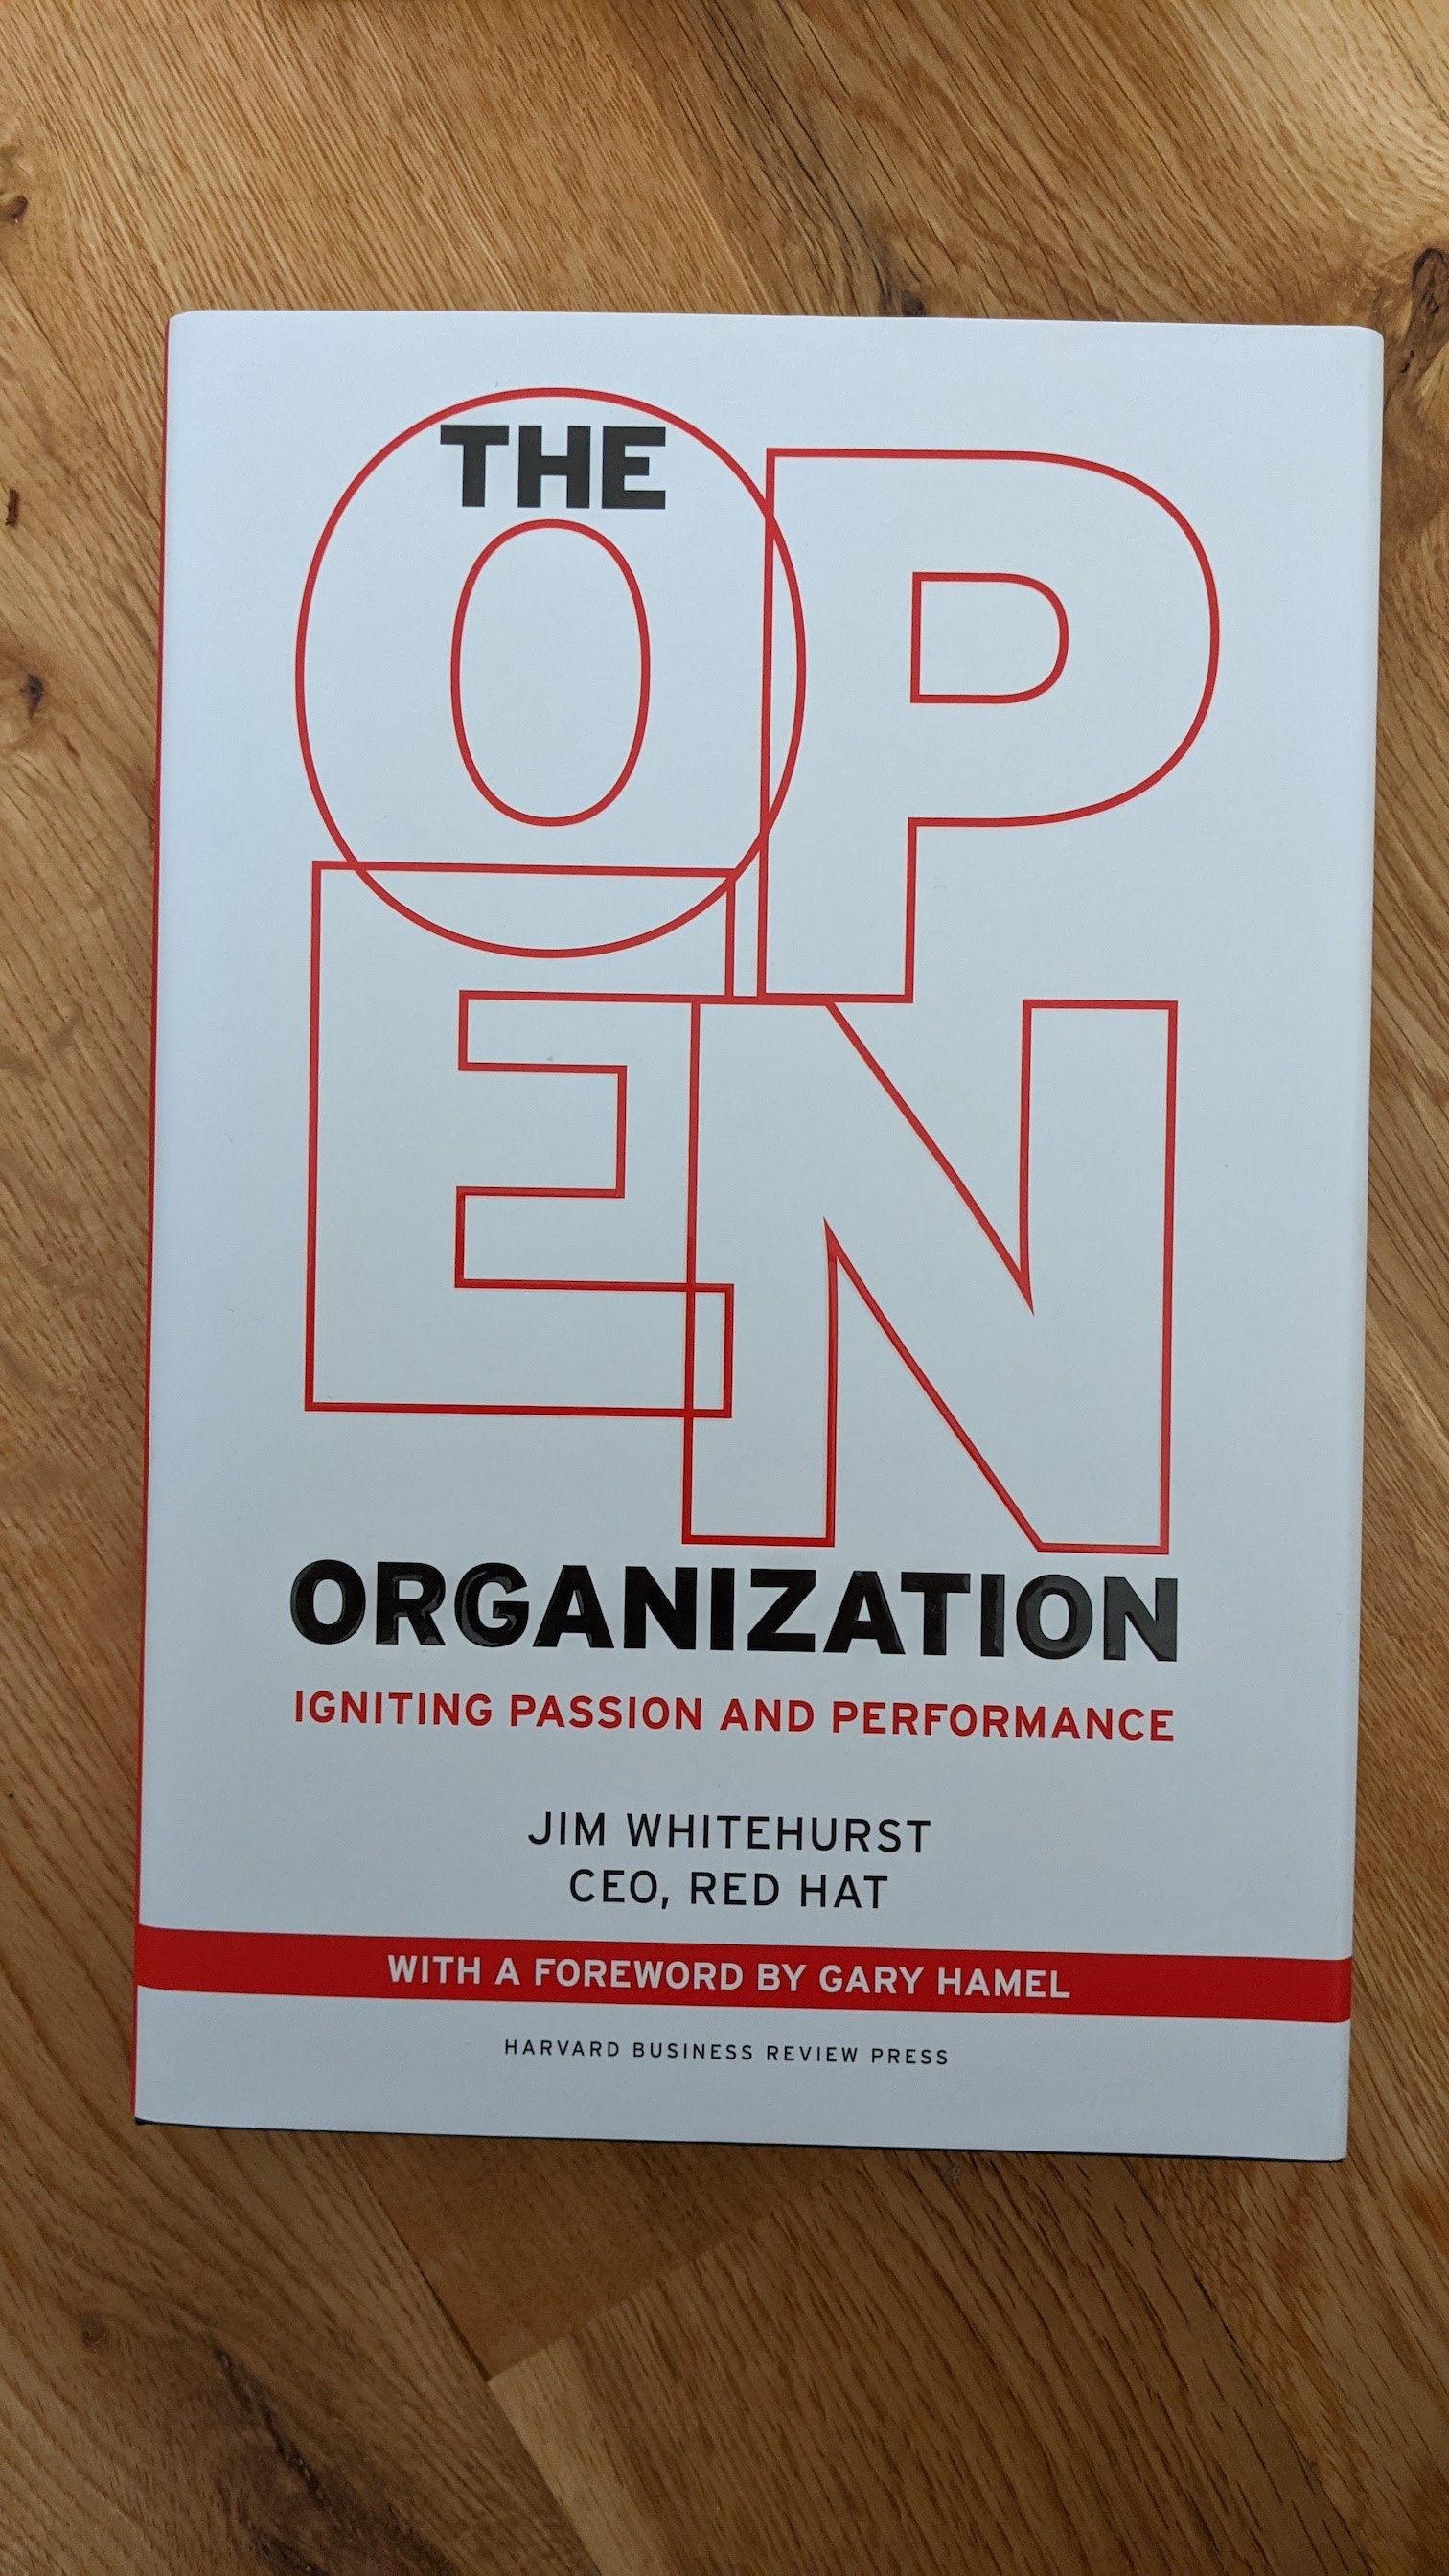 THE
OP
EN
ORGANIZATION
IGNITING PASSION AND PERFORMANCE
JIM WHITEHURST
CEO, RED HAT
WITH A FOREWORD BY GARY HAMEL
HARVARD BUSINESS REVIEW PRESS